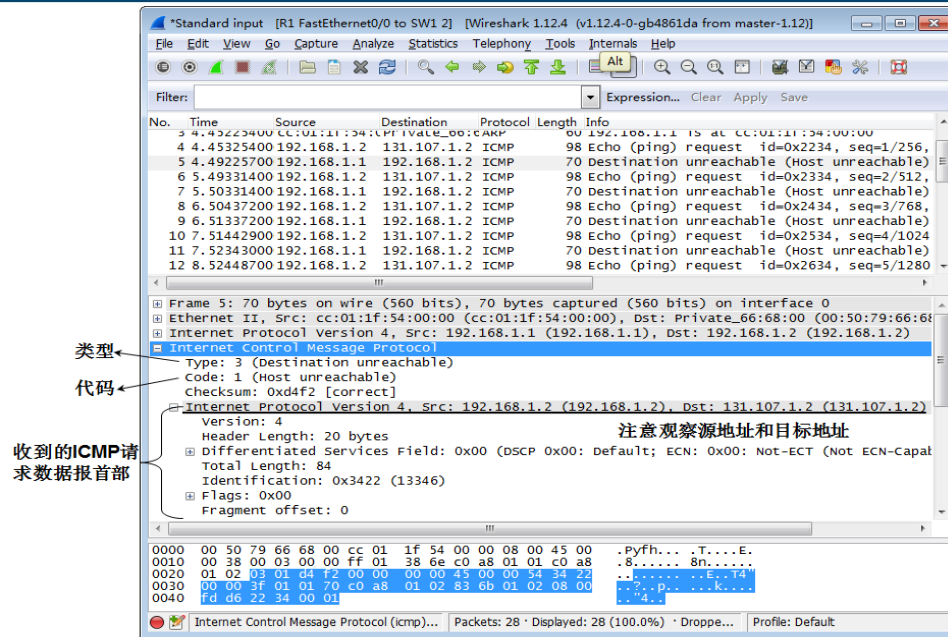 *Standard input [R1 FastEthernet0/0 to SW1 2] [Wireshark 1.12.4 (v1.12.4-0-gb4861da from master-1.12)]
File Edit View Go Capture Analyze Statistics Telephony Tools Internals Help
Alt
Filter: Expression... Clear Apply Save
No. Time Source Destination Protocol Length Info
3 4.45225400 cc:01:1f:54:0 Private_66:6 ARP 60 192.168.1.1 is at cc:01:1f:54:00:00
4 4.45325400 192.168.1.2 131.107.1.2 ICMP 98 Echo (ping) request id=0x2234, seq=1/256,
5 4.49225700 192.168.1.1 192.168.1.2 ICMP 70 Destination unreachable (Host unreachable)
6 5.49331400 192.168.1.2 131.107.1.2 ICMP 98 Echo (ping) request id=0x2334, seq=2/512,
7 5.50331400 192.168.1.1 192.168.1.2 ICMP 70 Destination unreachable (Host unreachable)
8 6.50437200 192.168.1.2 131.107.1.2 ICMP 98 Echo (ping) request id=0x2434, seq=3/768,
9 6.51337200 192.168.1.1 192.168.1.2 ICMP 70 Destination unreachable (Host unreachable)
10 7.51442900 192.168.1.2 131.107.1.2 ICMP 98 Echo (ping) request id=0x2534, seq=4/1024
11 7.52343000 192.168.1.1 192.168.1.2 ICMP 70 Destination unreachable (Host unreachable)
12 8.52448700 192.168.1.2 131.107.1.2 ICMP 98 Echo (ping) request id=0x2634, seq=5/1280
Frame 5: 70 bytes on wire (560 bits), 70 bytes captured (560 bits) on interface 0
Ethernet II, Src: cc:01:1f:54:00:00 (cc:01:1f:54:00:00), Dst: Private_66:68:00 (00:50:79:66:68
Internet Protocol Version 4, Src: 192.168.1.1 (192.168.1.1), Dst: 192.168.1.2 (192.168.1.2)
Internet Control Message Protocol
类型
Type: 3 (Destination unreachable)
代码
Code: 1 (Host unreachable)
Checksum: 0xd4f2 [correct]
Internet Protocol Version 4, Src: 192.168.1.2 (192.168.1.2), Dst: 131.107.1.2 (131.107.1.2)
Version: 4
注意观察源地址和目标地址
Header Length: 20 bytes
收到的ICMP请
求数据报首部
Differentiated Services Field: 0x00 (DSCP 0x00: Default; ECN: 0x00: Not-ECT (Not ECN-Capab
Total Length: 84
Identification: 0x3422 (13346)
Flags: 0x00
Fragment offset: 0
0000 00 50 79 66 68 00 cc 01 1f 54 00 00 08 00 45 00 .Pyfh... .T....E.
0010 00 38 00 03 00 00 ff 01 38 6e c0 a8 01 01 c0 a8 .8...... 8n......
0020 01 02 03 01 d4 f2 00 00 00 00 45 00 00 54 34 22 ........ ..E..T4"
0030 00 00 3f 01 01 70 c0 a8 01 02 83 6b 01 02 08 00 ..?..p.. ...k....
0040 fd d6 22 34 00 01 .."4..
Internet Control Message Protocol (icmp)... Packets: 28 · Displayed: 28 (100.0%) · Droppe... Profile: Default